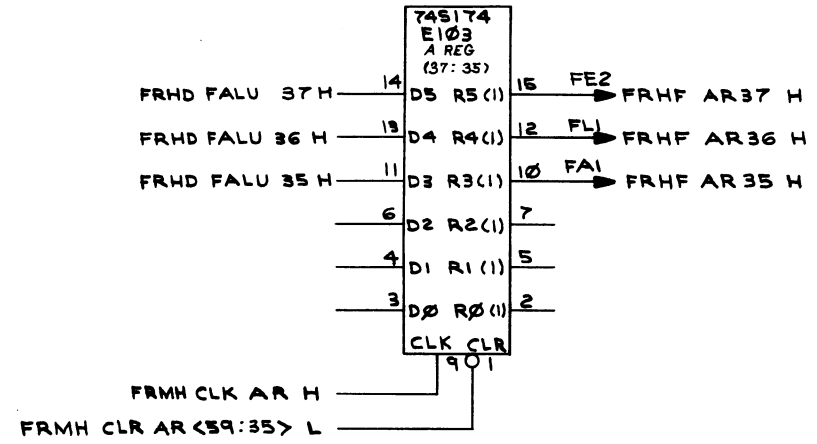 74S174
E1Ø3
A REG
(37:35)
FRHD FALU 37 H 14 D5 R5(1) 15 FE2 FRHF AR37 H
FRHD FALU 36 H 13 D4 R4(1) 12 FL1 FRHF AR36 H
FRHD FALU 35 H 11 D3 R3(1) 1Ø FA1 FRHF AR35 H
6 D2 R2(1) 7
4 D1 R1(1) 5
3 DØ RØ(1) 2
CLK CLR
9 1
FRMH CLK AR H
FRMH CLR AR<59:35> L